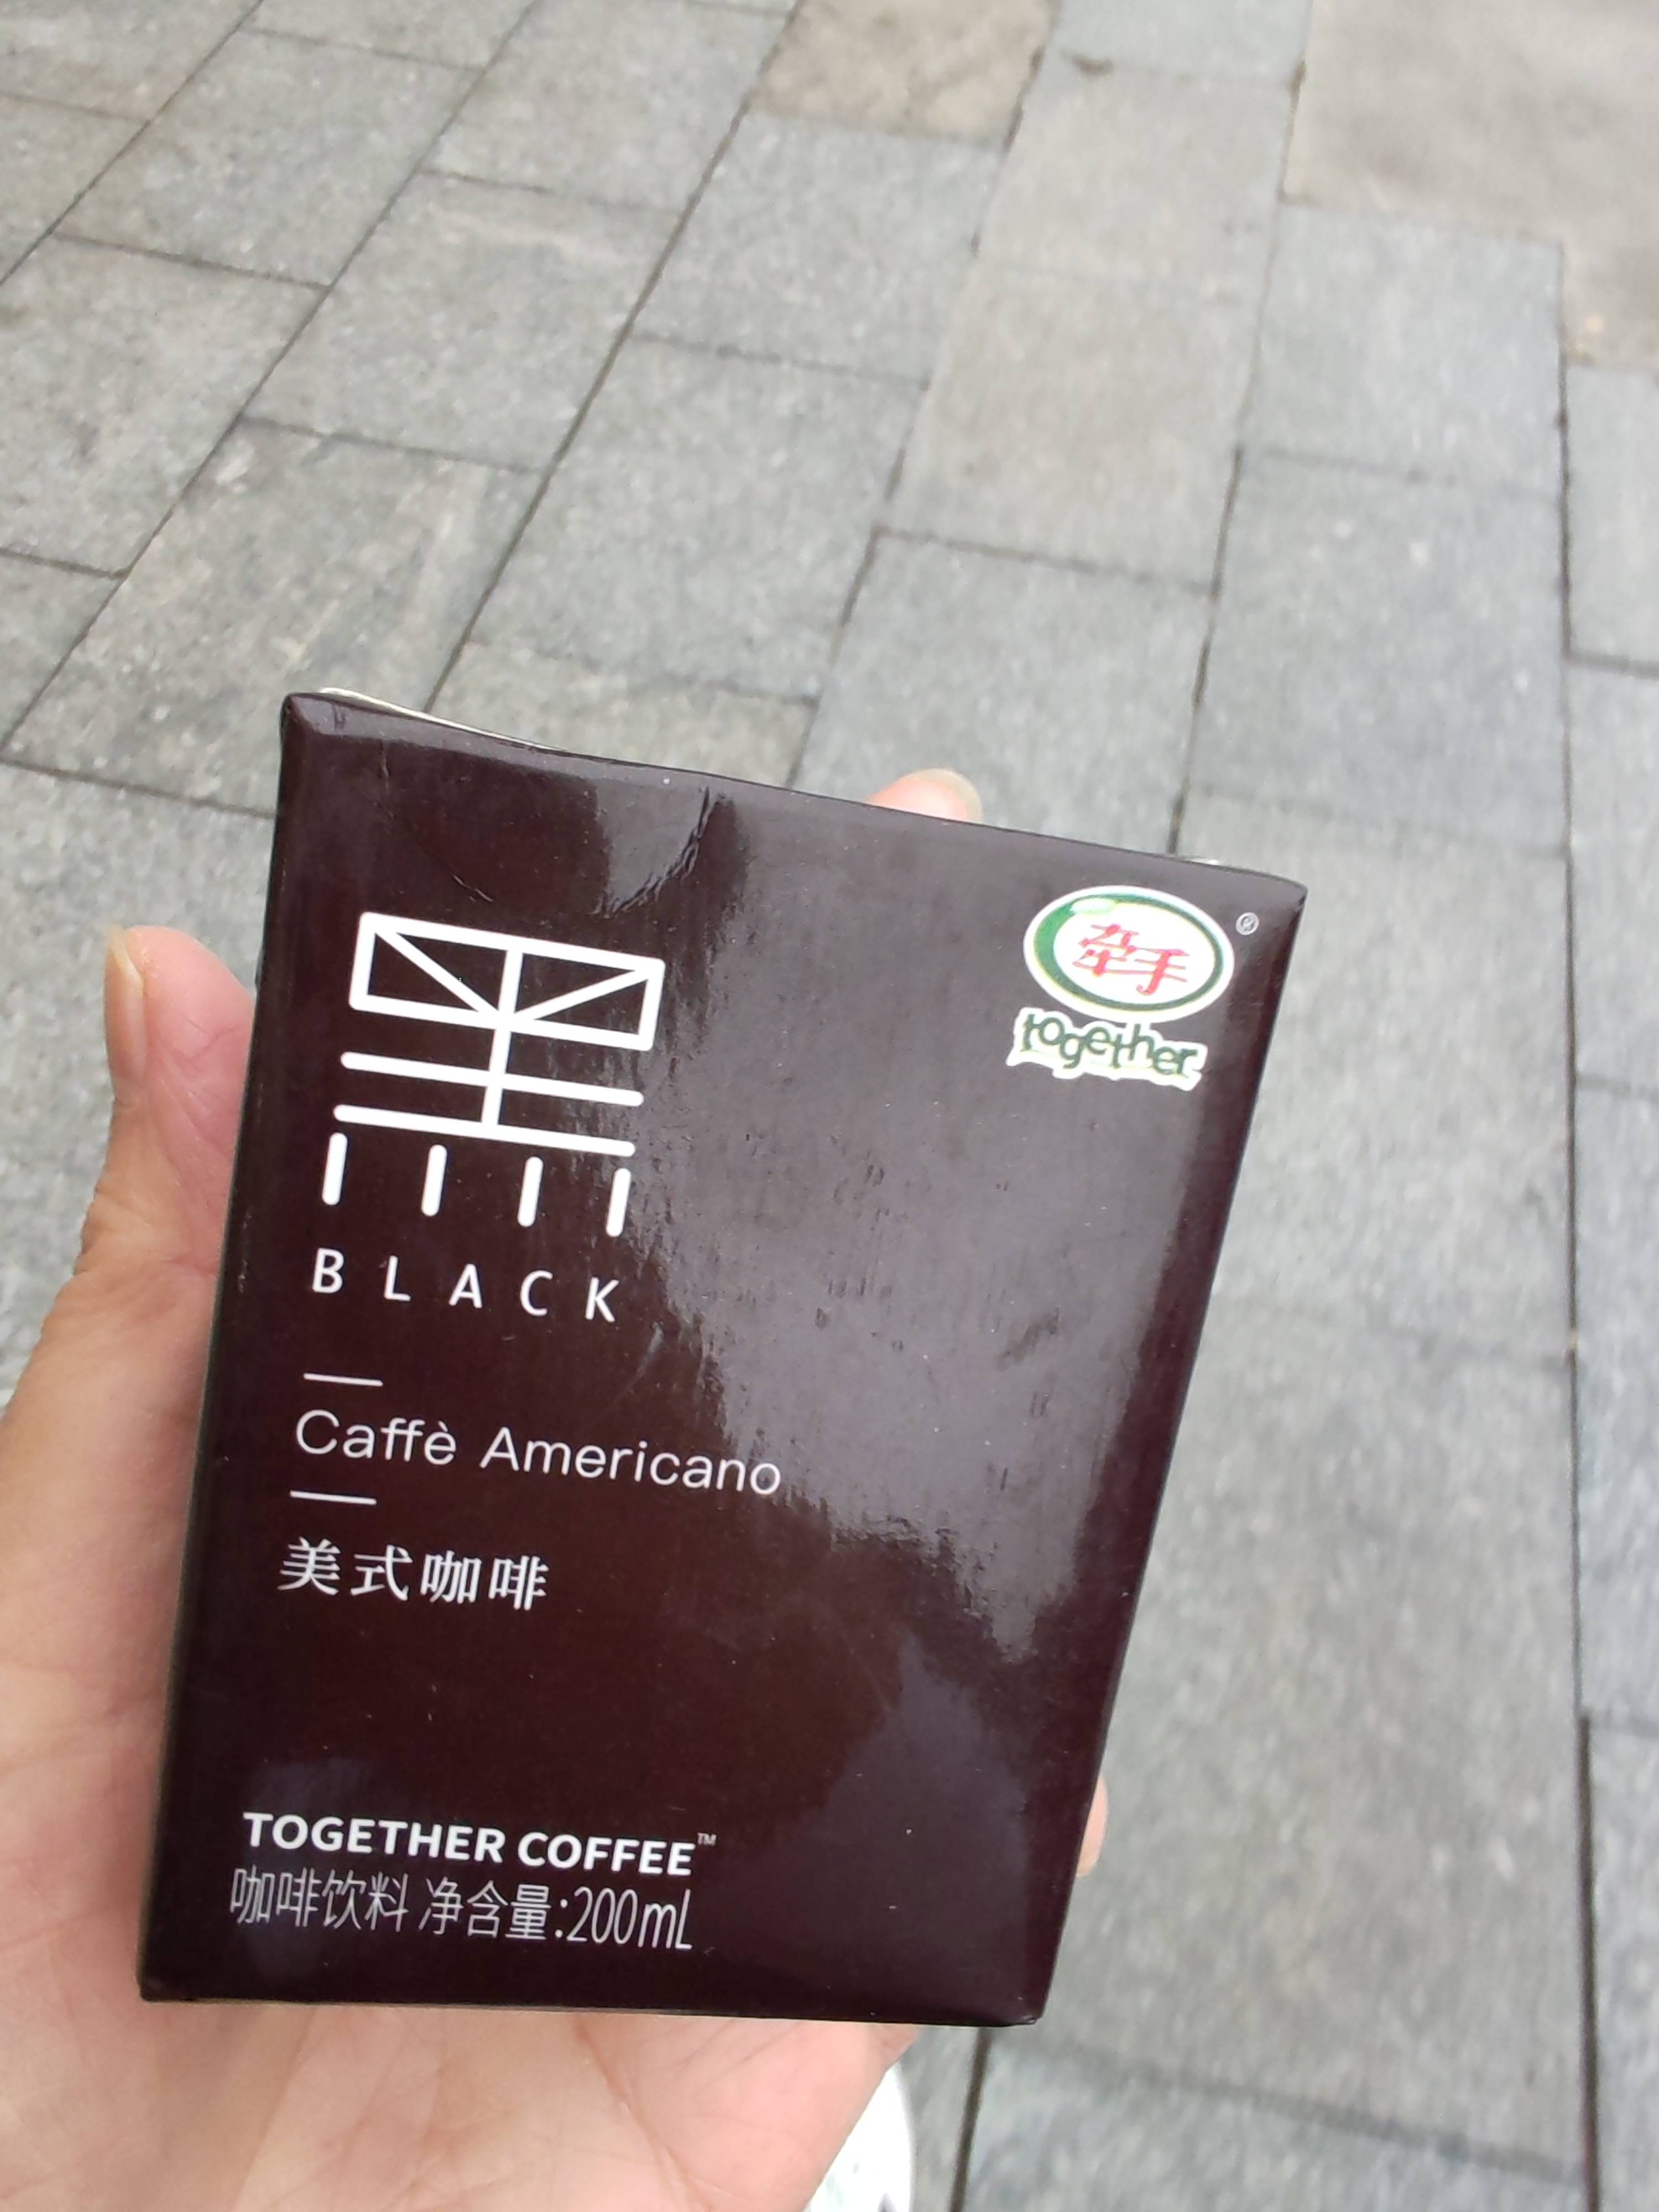 牵手
®
together
黑
BLACK
Caffè Americano
美式咖啡
TOGETHER COFFEE™
咖啡饮料 净含量:200mL